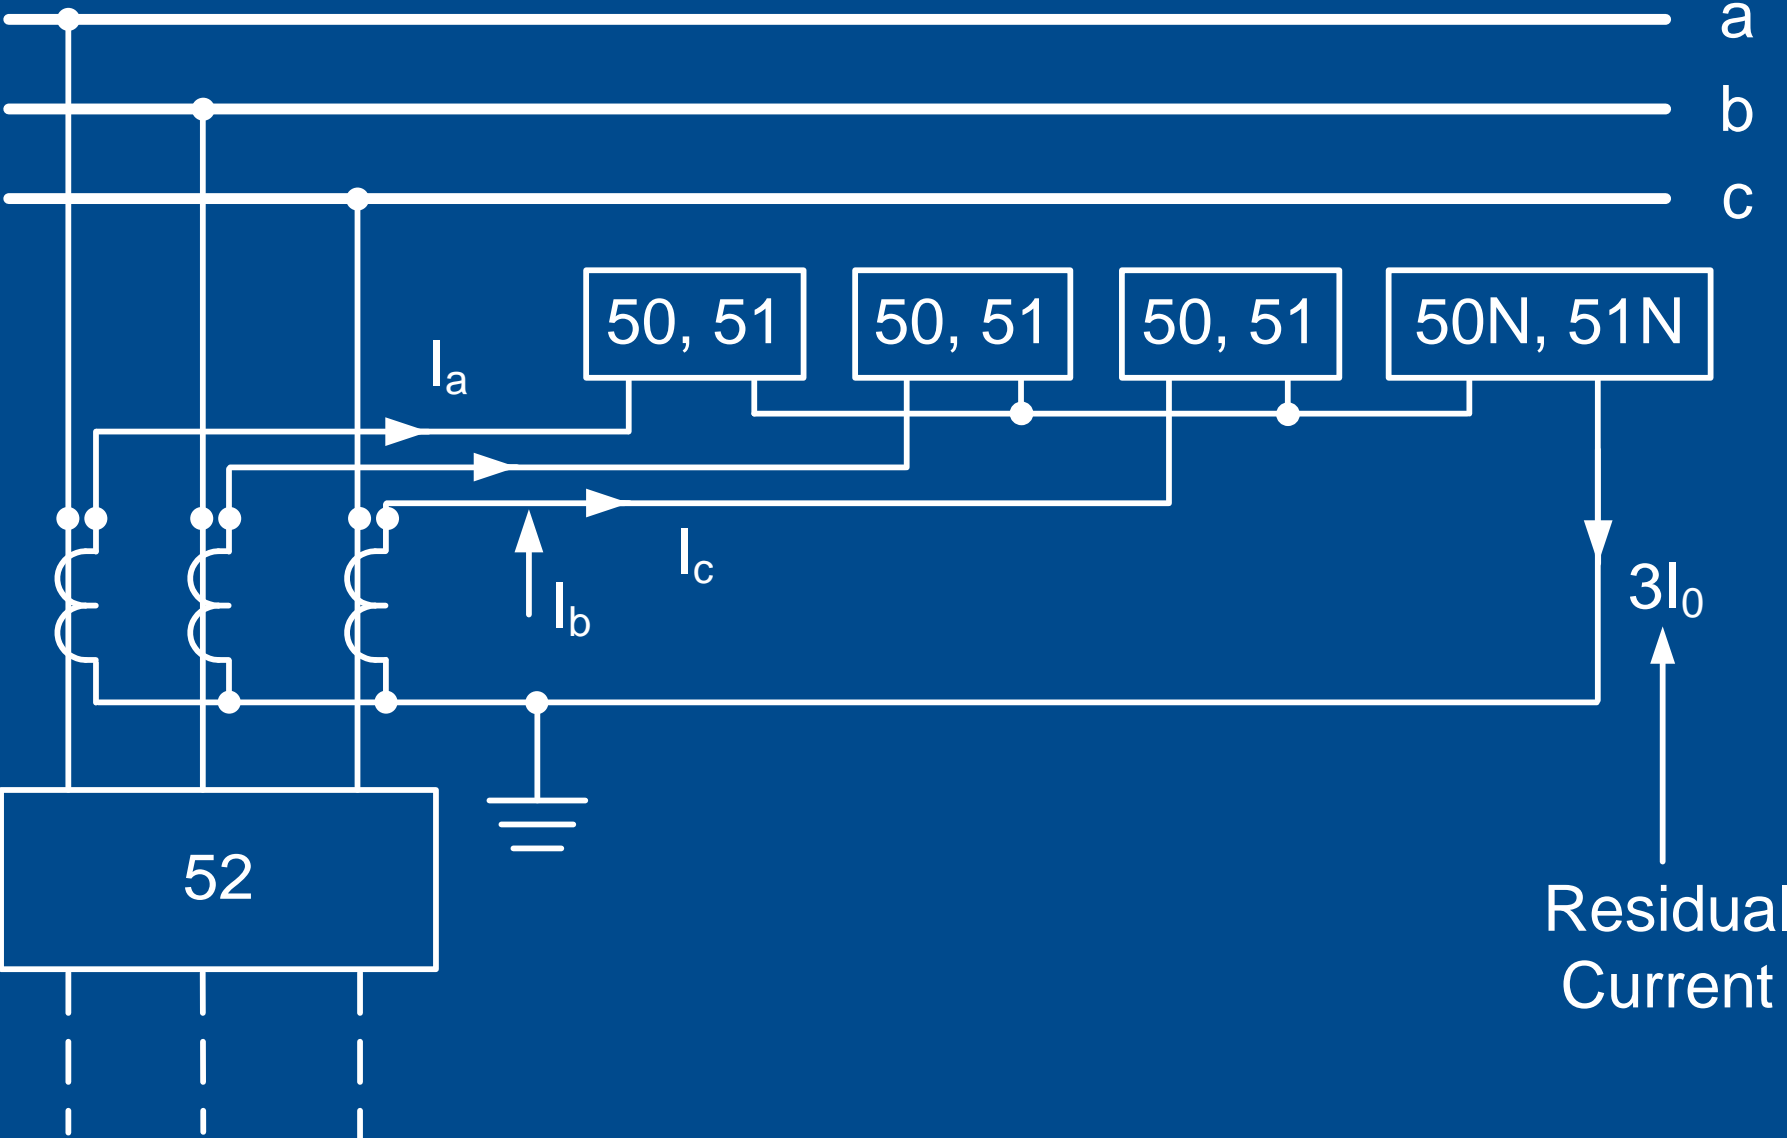 a
b
c
50, 51
50, 51
50, 51
50N, 51N
Ia
Ic
Ib
3I0
52
Residual
Current